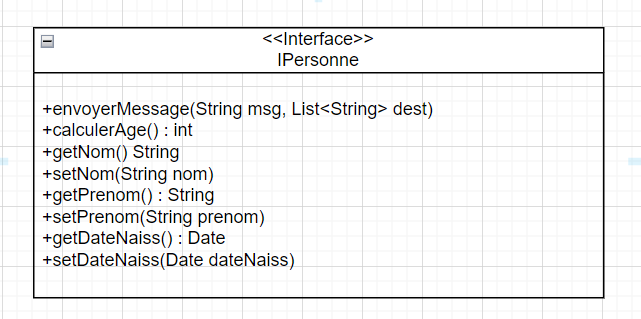 <<Interface>>
IPersonne
+envoyerMessage(String msg, List<String> dest)
+calculerAge() : int
+getNom() String
+setNom(String nom)
+getPrenom() : String
+setPrenom(String prenom)
+getDateNaiss() : Date
+setDateNaiss(Date dateNaiss)